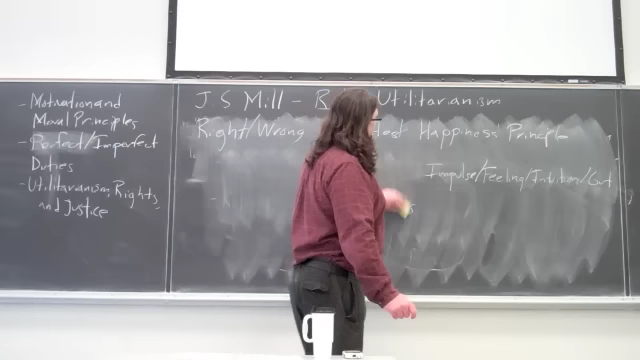 - Motivation and
Moral Principles
- Perfect/Imperfect
Duties
- Utilitarianism, Rights,
and Justice
J.S Mill - R Utilitarianism
Right/Wrong Happiness Principle
Impulse/Feeling/Intuition/Gut